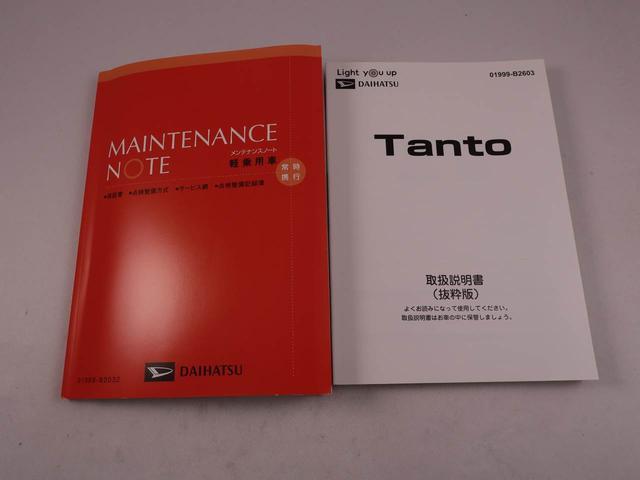 MAINTENANCE
NOTE
メンテナンスノート
軽乗用車
常時
携行
●保証書 ●点検整備方式 ●サービス網 ●点検整備記録簿
DAIHATSU
01999-B2032
Light you up
DAIHATSU
01999-B2603
Tanto
取扱説明書
（抜粋版）
よくお読みになって使用してください。
取扱説明書はお車の中に保管しましょう。